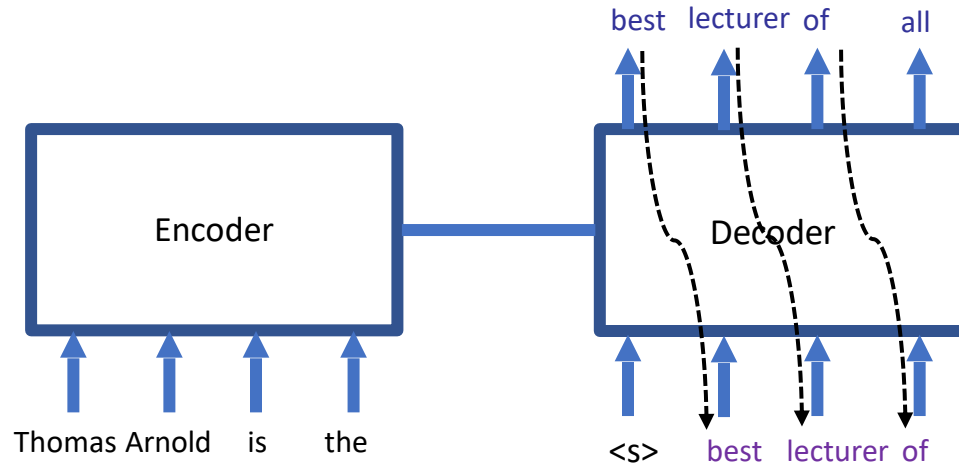 best lecturer of all
Encoder
Decoder
Thomas Arnold is the
<s> best lecturer of